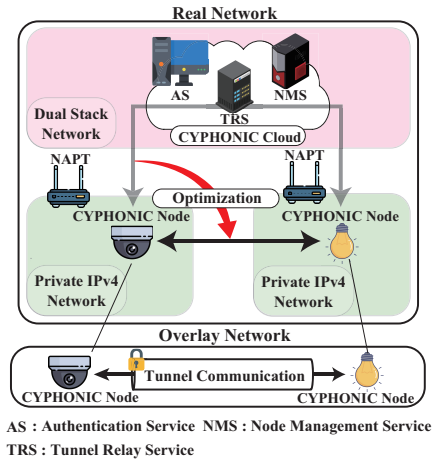 Real Network
AS
NMS
TRS
CYPHONIC Cloud
Dual Stack
Network
NAPT
NAPT
Optimization
CYPHONIC Node
CYPHONIC Node
Private IPv4
Network
Private IPv4
Network
Overlay Network
Tunnel Communication
CYPHONIC Node
CYPHONIC Node
AS : Authentication Service NMS : Node Management Service
TRS : Tunnel Relay Service